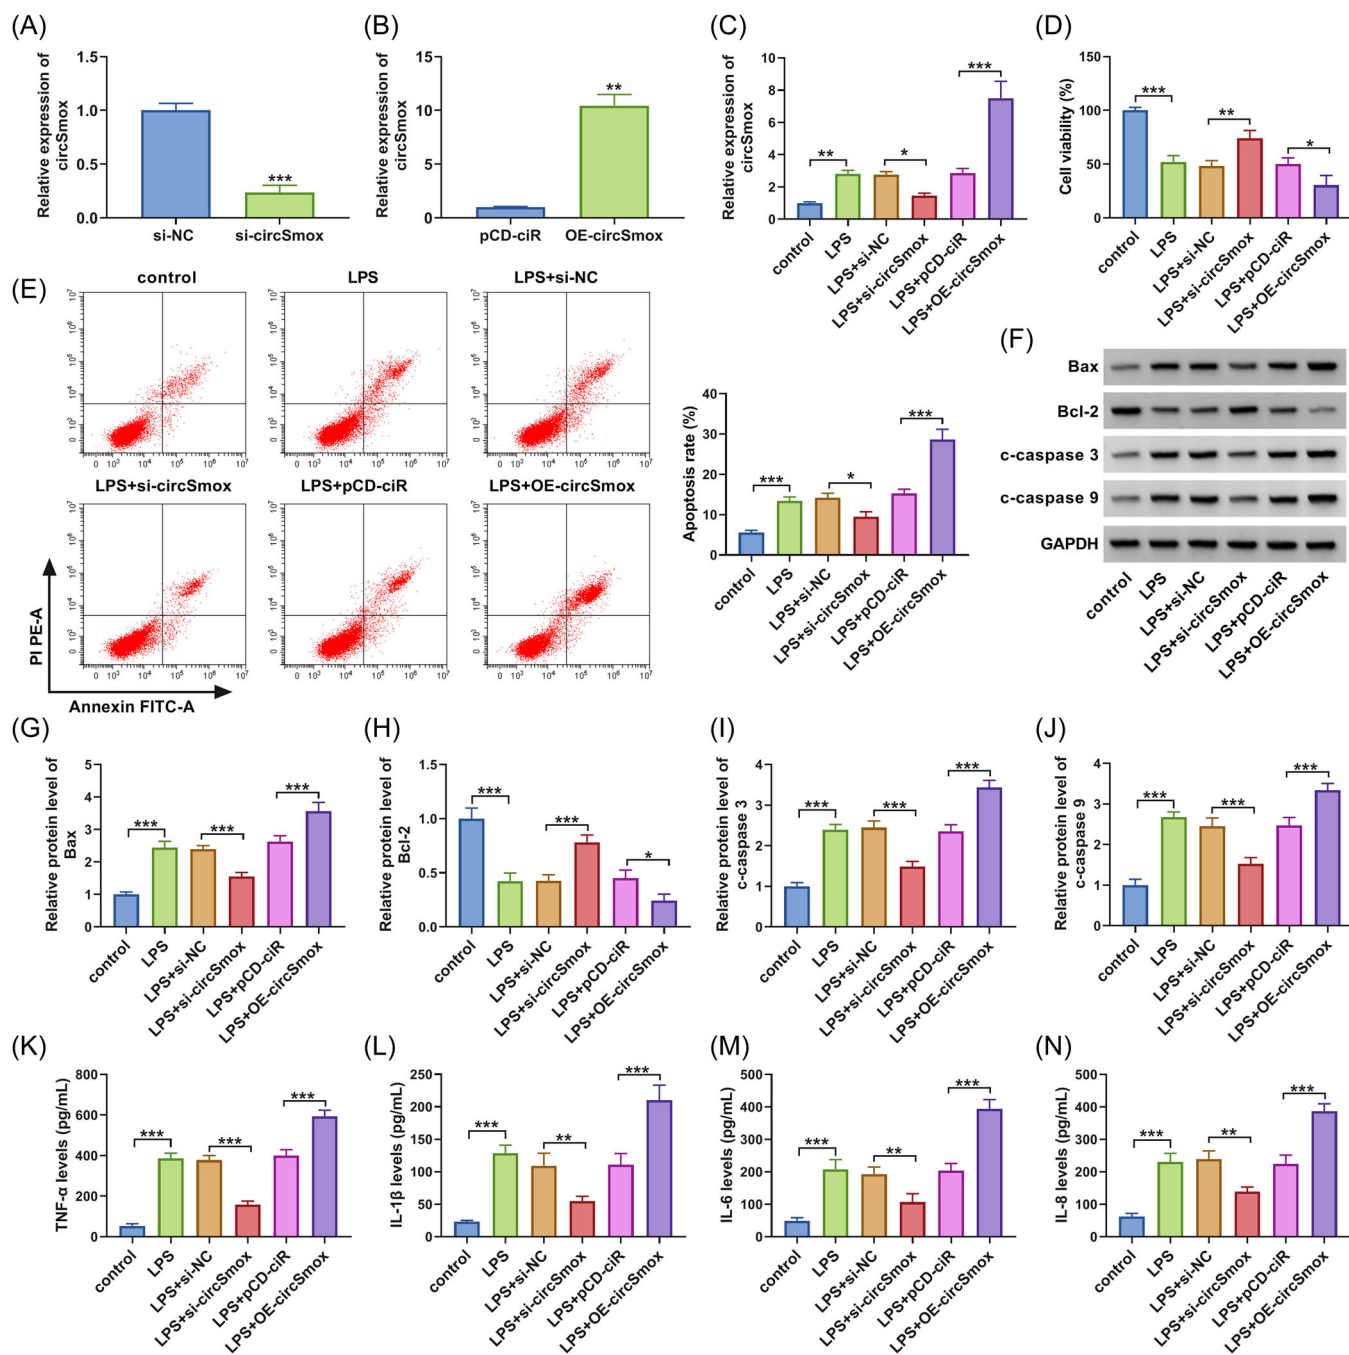 (A)
Relative expression of
circSmox
1.5
1.0
0.5
0.0
***
si-NC
si-circSmox
(B)
Relative expression of
circSmox
15
10
5
0
**
pCD-ciR
OE-circSmox
(C)
Relative expression of
circSmox
10
8
6
4
2
0
**
*
***
control
LPS
LPS+si-NC
LPS+si-circSmox
LPS+pCD-ciR
LPS+OE-circSmox
(D)
Cell viability (%)
150
100
50
0
***
**
*
control
LPS
LPS+si-NC
LPS+si-circSmox
LPS+pCD-ciR
LPS+OE-circSmox
(E)
control
LPS
LPS+si-NC
LPS+si-circSmox
LPS+pCD-ciR
LPS+OE-circSmox
PI PE-A
Annexin FITC-A
Apoptosis rate (%)
40
30
20
10
0
***
*
***
control
LPS
LPS+si-NC
LPS+si-circSmox
LPS+pCD-ciR
LPS+OE-circSmox
(F)
Bax
Bcl-2
c-caspase 3
c-caspase 9
GAPDH
control
LPS
LPS+si-NC
LPS+si-circSmox
LPS+pCD-ciR
LPS+OE-circSmox
(G)
Relative protein level of
Bax
5
4
3
2
1
0
***
***
***
control
LPS
LPS+si-NC
LPS+si-circSmox
LPS+pCD-ciR
LPS+OE-circSmox
(H)
Relative protein level of
Bcl-2
1.5
1.0
0.5
0.0
***
***
*
control
LPS
LPS+si-NC
LPS+si-circSmox
LPS+pCD-ciR
LPS+OE-circSmox
(I)
Relative protein level of
c-caspase 3
4
3
2
1
0
***
***
***
control
LPS
LPS+si-NC
LPS+si-circSmox
LPS+pCD-ciR
LPS+OE-circSmox
(J)
Relative protein level of
c-caspase 9
4
3
2
1
0
***
***
***
control
LPS
LPS+si-NC
LPS+si-circSmox
LPS+pCD-ciR
LPS+OE-circSmox
(K)
TNF-α levels (pg/mL)
800
600
400
200
0
***
***
***
control
LPS
LPS+si-NC
LPS+si-circSmox
LPS+pCD-ciR
LPS+OE-circSmox
(L)
IL-1β levels (pg/mL)
250
200
150
100
50
0
***
**
***
control
LPS
LPS+si-NC
LPS+si-circSmox
LPS+pCD-ciR
LPS+OE-circSmox
(M)
IL-6 levels (pg/mL)
500
400
300
200
100
0
***
**
***
control
LPS
LPS+si-NC
LPS+si-circSmox
LPS+pCD-ciR
LPS+OE-circSmox
(N)
IL-8 levels (pg/mL)
500
400
300
200
100
0
***
**
***
control
LPS
LPS+si-NC
LPS+si-circSmox
LPS+pCD-ciR
LPS+OE-circSmox